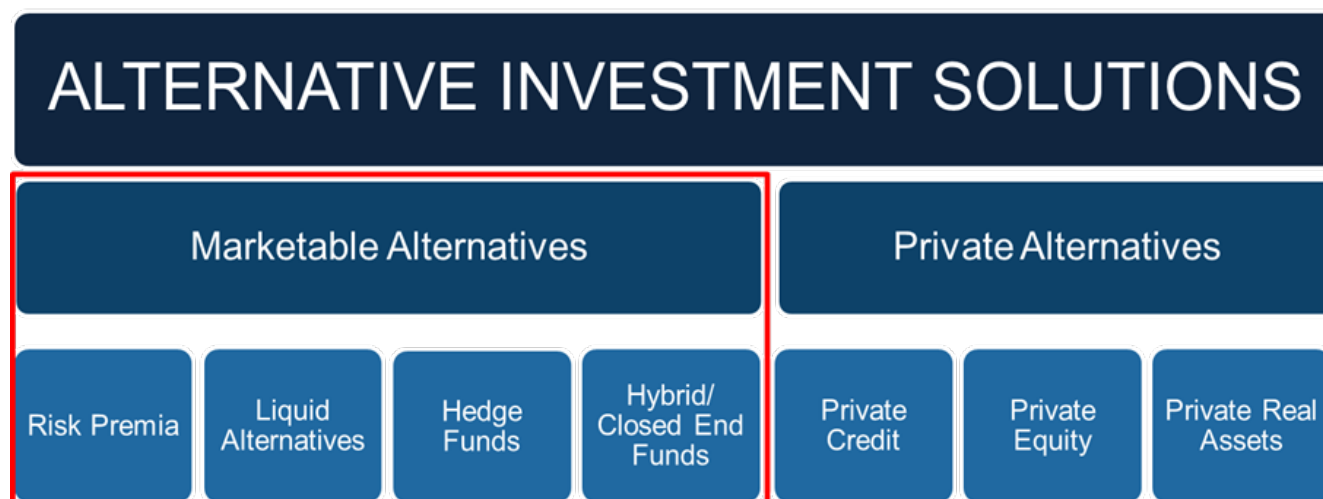 ALTERNATIVE INVESTMENT SOLUTIONS
Marketable Alternatives
Private Alternatives
Risk Premia
Liquid
Alternatives
Hedge
Funds
Hybrid/
Closed End
Funds
Private
Credit
Private
Equity
Private Real
Assets